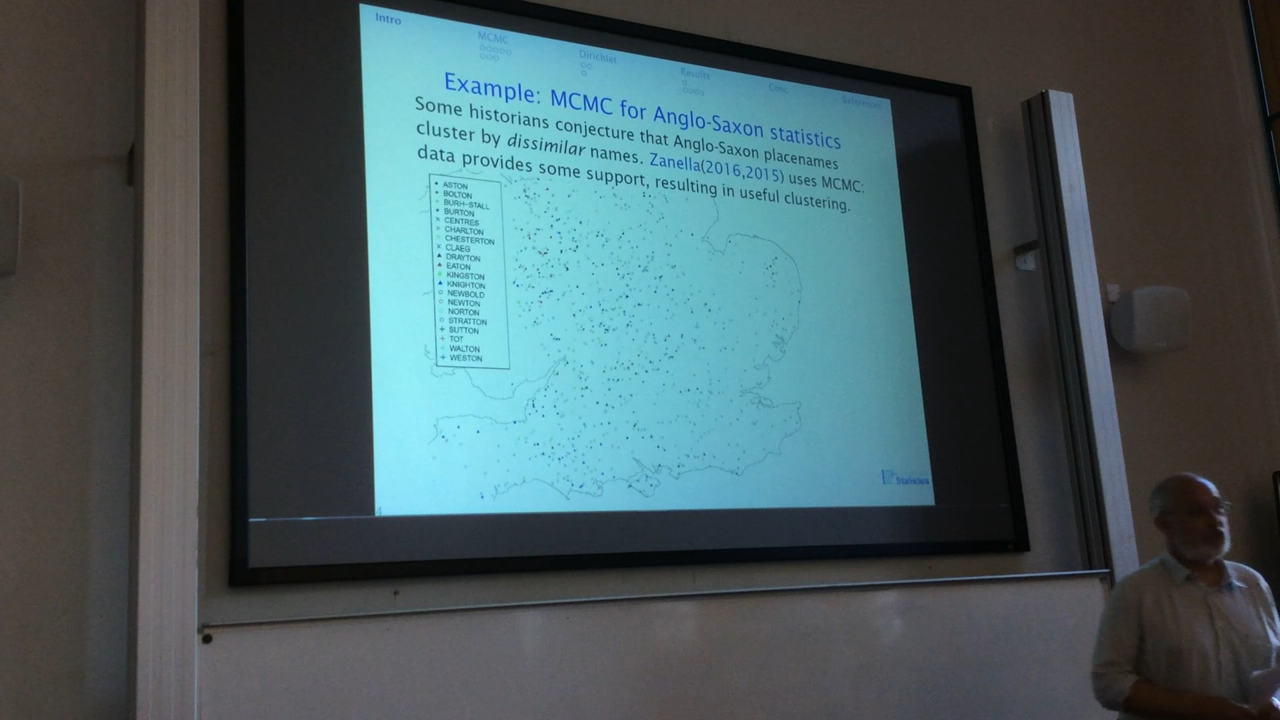 Intro
MCMC
Dirichlet
Results
Conc
References
Example: MCMC for Anglo-Saxon statistics
Some historians conjecture that Anglo-Saxon placenames
cluster by dissimilar names. Zanella(2016,2015) uses MCMC:
data provides some support, resulting in useful clustering.
ASTON
BOLTON
BURH-STALL
BURTON
CENTRES
CHARLTON
CHESTERTON
CLAEG
DRAYTON
EATON
KINGSTON
KNIGHTON
NEWBOLD
NEWTON
NORTON
STRATTON
SUTTON
TOT
WALTON
WESTON
Statistics